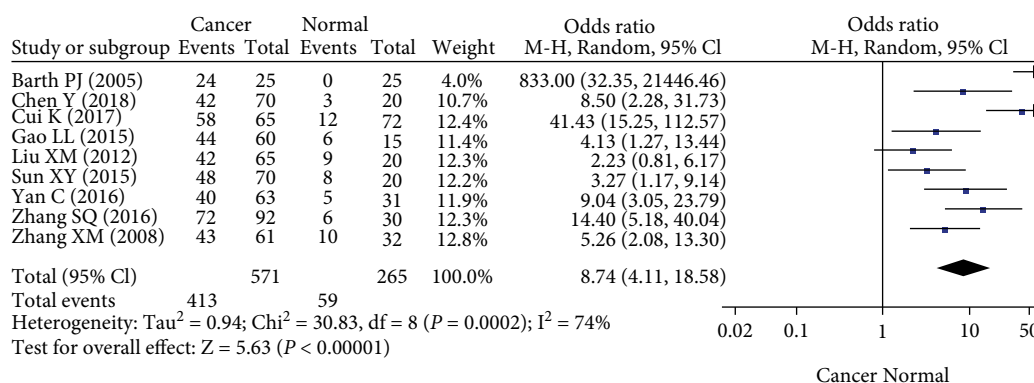 Cancer Normal Odds ratio Odds ratio
Study or subgroup Events Total Events Total Weight M-H, Random, 95% Cl M-H, Random, 95% Cl
Barth PJ (2005) 24 25 0 25 4.0% 833.00 (32.35, 21446.46)
Chen Y (2018) 42 70 3 20 10.7% 8.50 (2.28, 31.73)
Cui K (2017) 58 65 12 72 12.4% 41.43 (15.25, 112.57)
Gao LL (2015) 44 60 6 15 11.4% 4.13 (1.27, 13.44)
Liu XM (2012) 42 65 9 20 12.3% 2.23 (0.81, 6.17)
Sun XY (2015) 48 70 8 20 12.2% 3.27 (1.17, 9.14)
Yan C (2016) 40 63 5 31 11.9% 9.04 (3.05, 23.79)
Zhang SQ (2016) 72 92 6 30 12.3% 14.40 (5.18, 40.04)
Zhang XM (2008) 43 61 10 32 12.8% 5.26 (2.08, 13.30)
Total (95% Cl) 571 265 100.0% 8.74 (4.11, 18.58)
Total events 413 59
Heterogeneity: Tau² = 0.94; Chi² = 30.83, df = 8 (P = 0.0002); I² = 74%
Test for overall effect: Z = 5.63 (P < 0.00001)
0.02 0.1 1 10 50
Cancer Normal